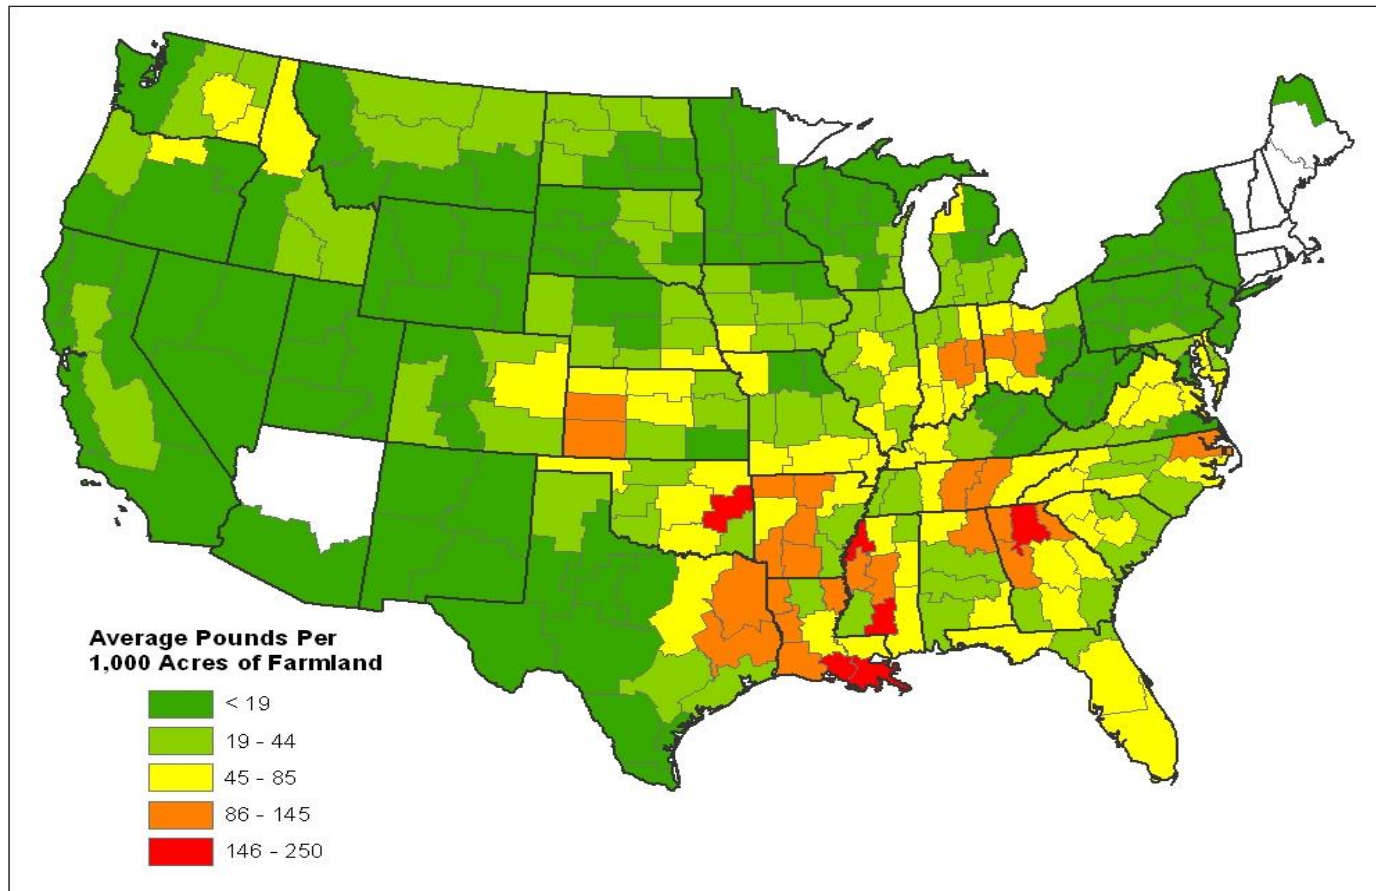 Average Pounds Per
1,000 Acres of Farmland
< 19
19 - 44
45 - 85
86 - 145
146 - 250